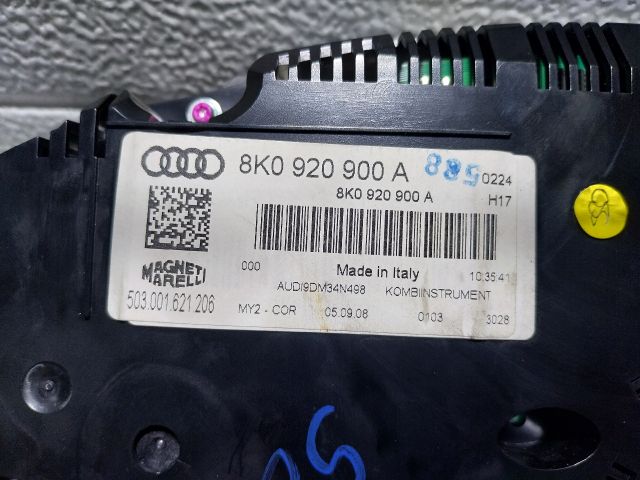 8K0 920 900 A 885 0224
8K0 920 900 A H17
000 Made in Italy 10:35:41
MAGNETI
MARELLI
AUDI9DM34N498 KOMBIINSTRUMENT
503.001.621.206
MY2 - COR 05.09.08 0103 3028